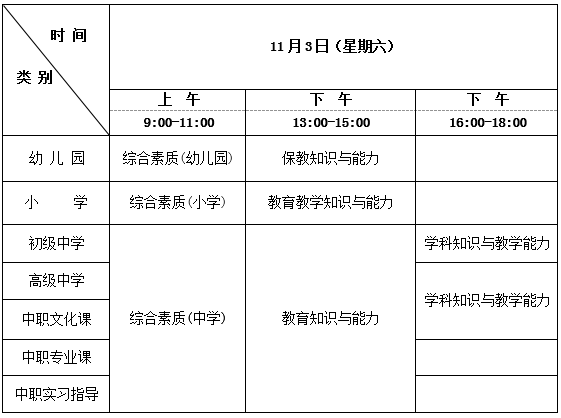 时 间
类 别
11月3日（星期六）
上 午
下 午
下 午
9:00-11:00
13:00-15:00
16:00-18:00
幼 儿 园
综合素质(幼儿园)
保教知识与能力
小 学
综合素质(小学)
教育教学知识与能力
初级中学
学科知识与教学能力
高级中学
学科知识与教学能力
中职文化课
综合素质(中学)
教育知识与能力
中职专业课
中职实习指导